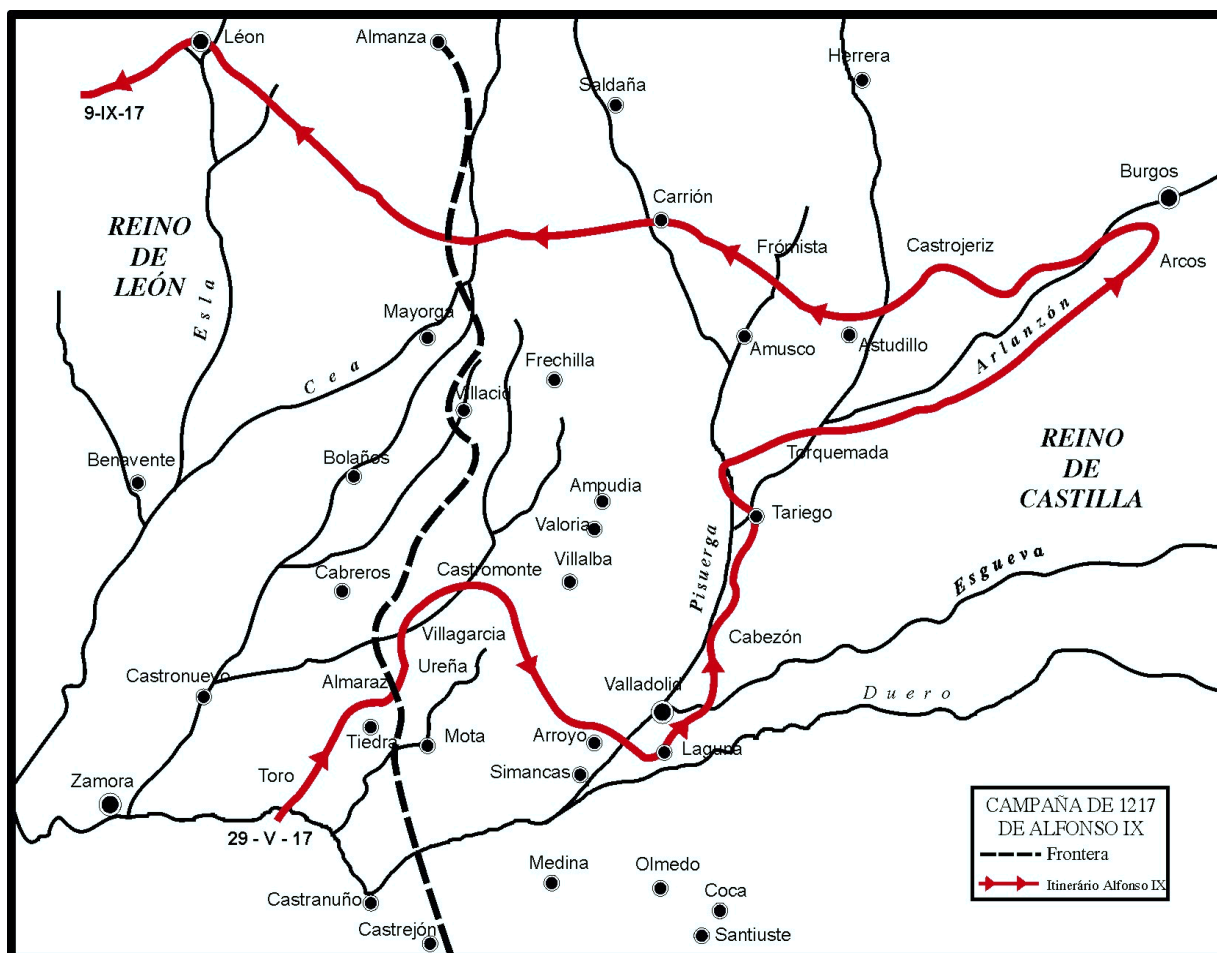 Léon
Almanza
Herrera
Saldaña
9-IX-17
Burgos
Carrión
REINO
DE
LEÓN
Frómista
Castrojeriz
Arcos
Esla
Mayorga
Arlanzón
Amusco
Astudillo
Cea
Frechilla
Villacid
REINO
DE
CASTILLA
Benavente
Bolaños
Torquemada
Ampudia
Valoria
Tariego
Pisuerga
Esgueva
Villalba
Castromonte
Cabreros
Villagarcia
Cabezón
Ureña
Castronuevo
Almaraz
Valladolid
Duero
Tiedra
Mota
Arroyo
Laguna
Simancas
Toro
Zamora
29 - V - 17
CAMPAÑA DE 1217
DE ALFONSO IX
Frontera
Itinerário Alfonso IX
Medina
Olmedo
Coca
Castranuño
Santiuste
Castrejón